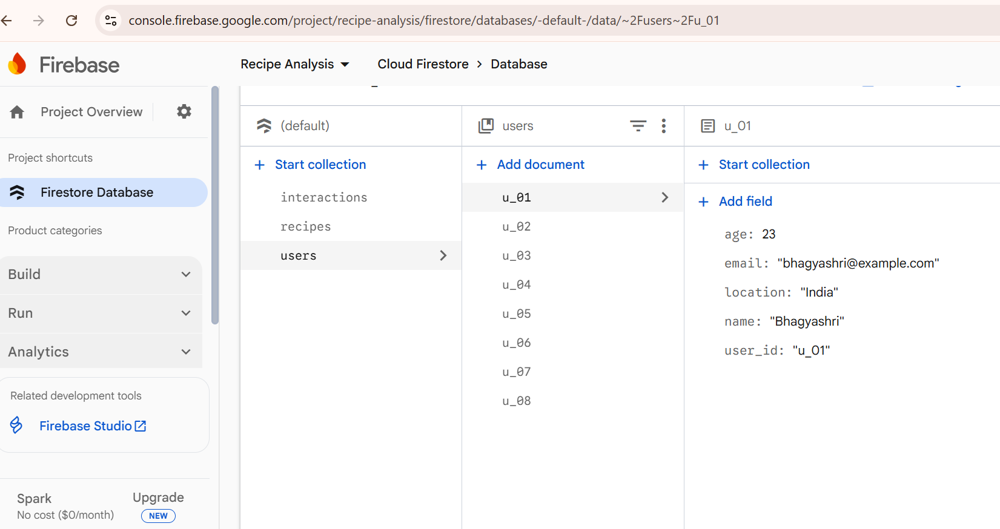 console.firebase.google.com/project/recipe-analysis/firestore/databases/-default-/data/~2Fusers~2Fu_01
Firebase
Recipe Analysis
Cloud Firestore > Database
Project Overview
Project shortcuts
Firestore Database
Product categories
Build
Run
Analytics
Related development tools
Firebase Studio
Spark
No cost ($0/month)
Upgrade
NEW
(default)
+ Start collection
interactions
recipes
users
users
+ Add document
u_01
u_02
u_03
u_04
u_05
u_06
u_07
u_08
u_01
+ Start collection
+ Add field
age: 23
email: "bhagyashri@example.com"
location: "India"
name: "Bhagyashri"
user_id: "u_01"